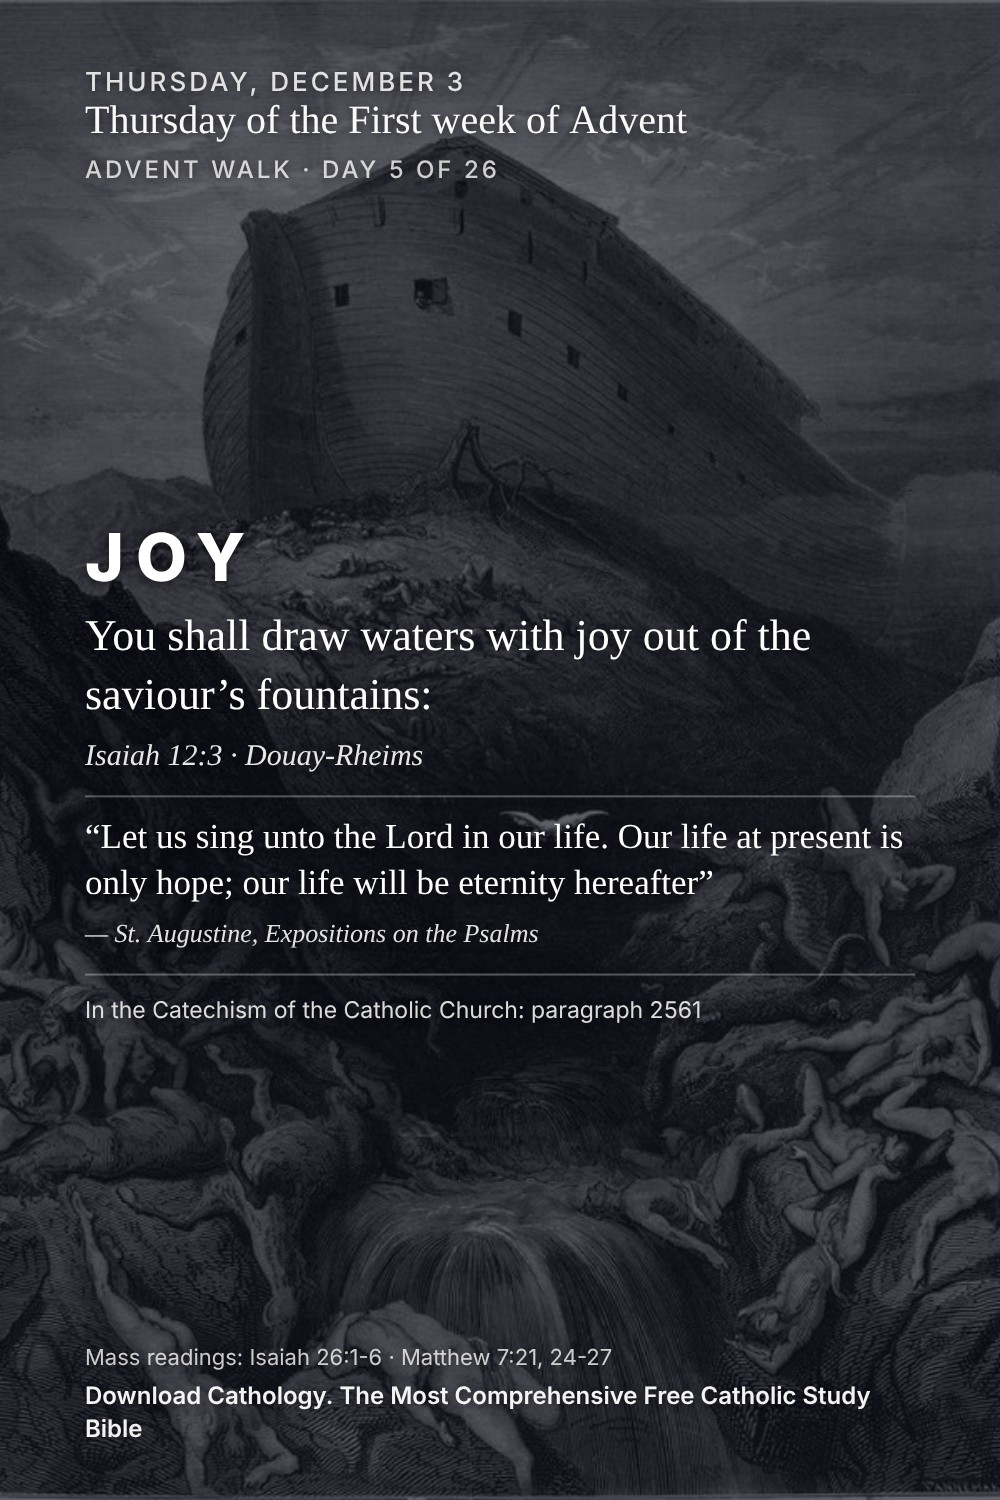 THURSDAY, DECEMBER 3
Thursday of the First week of Advent
ADVENT WALK · DAY 5 OF 26
JOY
You shall draw waters with joy out of the
saviour’s fountains:
Isaiah 12:3 · Douay-Rheims
“Let us sing unto the Lord in our life. Our life at present is
only hope; our life will be eternity hereafter”
— St. Augustine, Expositions on the Psalms
In the Catechism of the Catholic Church: paragraph 2561
Mass readings: Isaiah 26:1-6 · Matthew 7:21, 24-27
Download Cathology. The Most Comprehensive Free Catholic Study
Bible